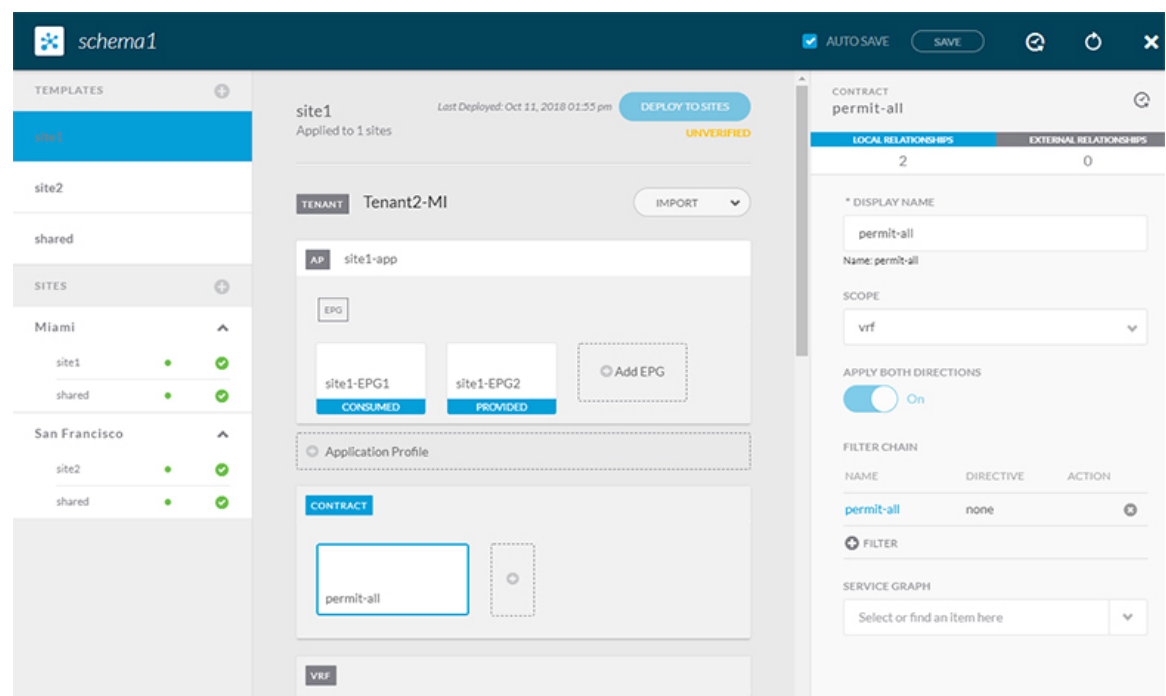 schema1
AUTO SAVE
SAVE
TEMPLATES
site1
site2
shared
SITES
Miami
site1
shared
San Francisco
site2
shared
site1
Last Deployed: Oct 11, 2018 01:55 pm
DEPLOY TO SITES
Applied to 1 sites
UNVERIFIED
TENANT Tenant2-MI
IMPORT
AP site1-app
EPG
site1-EPG1
CONSUMED
site1-EPG2
PROVIDED
Add EPG
Application Profile
CONTRACT
permit-all
VRF
CONTRACT
permit-all
LOCAL RELATIONSHIPS EXTERNAL RELATIONSHIPS
2 0
* DISPLAY NAME
permit-all
Name: permit-all
SCOPE
vrf
APPLY BOTH DIRECTIONS
On
FILTER CHAIN
NAME DIRECTIVE ACTION
permit-all none
FILTER
SERVICE GRAPH
Select or find an item here